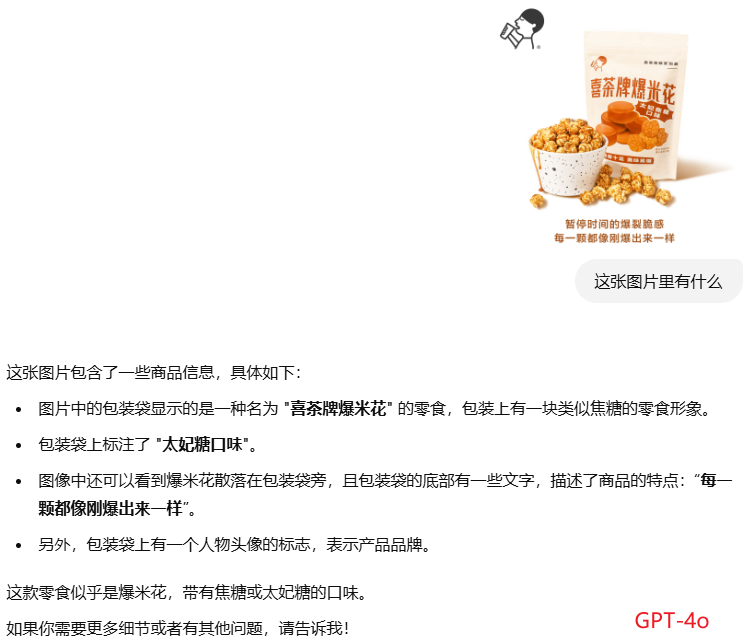 喜茶牌爆米花
太妃焦糖
口味
暂停时间的爆裂脆感
每一颗都像刚爆出来一样
这张图片里有什么
这张图片包含了一些商品信息，具体如下：
• 图片中的包装袋显示的是一种名为 "喜茶牌爆米花" 的零食，包装上有一块类似焦糖的零食形象。
• 包装袋上标注了 "太妃糖口味"。
• 图像中还可以看到爆米花散落在包装袋旁，且包装袋的底部有一些文字，描述了商品的特点："每一
颗都像刚爆出来一样"。
• 另外，包装袋上有一个人物头像的标志，表示产品品牌。
这款零食似乎是爆米花，带有焦糖或太妃糖的口味。
如果你需要更多细节或者有其他问题，请告诉我！
GPT-4o